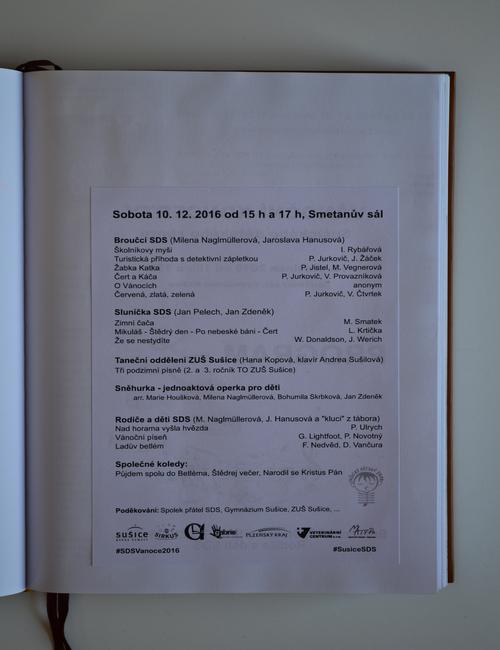 Sobota 10. 12. 2016 od 15 h a 17 h, Smetanův sál
Broučci SDS (Milena Naglmüllerová, Jaroslava Hanusová)
Školníkovy myši I. Rybářová
Turistická příhoda s detektivní zápletkou P. Jurkovič, J. Žáček
Žabka Katka P. Jistel, M. Vegnerová
Čert a Káča P. Jurkovič, V. Provazníková
O Vánocích anonym
Červená, zlatá, zelená P. Jurkovič, V. Čtvrtek
Sluníčka SDS (Jan Pelech, Jan Zdeněk)
Zimní čača M. Smatek
Mikuláš - Štědrý den - Po nebeské báni - Čert L. Krtička
Že se nestydíte W. Donaldson, J. Werich
Taneční oddělení ZUŠ Sušice (Hana Kopová, klavír Andrea Sušilová)
Tři podzimní písně (2. a 3. ročník TO ZUŠ Sušice)
Sněhurka - jednoaktová operka pro děti
arr. Marie Houšková, Milena Naglmüllerová, Bohumila Skrbková, Jan Zdeněk
Rodiče a děti SDS (M. Naglmüllerová, J. Hanusová a "kluci" z tábora)
Nad horama vyšla hvězda P. Ulrych
Vánoční píseň G. Lightfoot, P. Novotný
Ladův betlém F. Nedvěd, D. Vančura
Společné koledy:
Půjdem spolu do Betléma, Štědrej večer, Narodil se Kristus Pán
Poděkování: Spolek přátel SDS, Gymnázium Sušice, ZUŠ Sušice, ...
sušice SIRKUS PLZEŇSKÝ KRAJ VETERINÁRNÍ CENTRUM
#SDSVanoce2016 #SusiceSDS